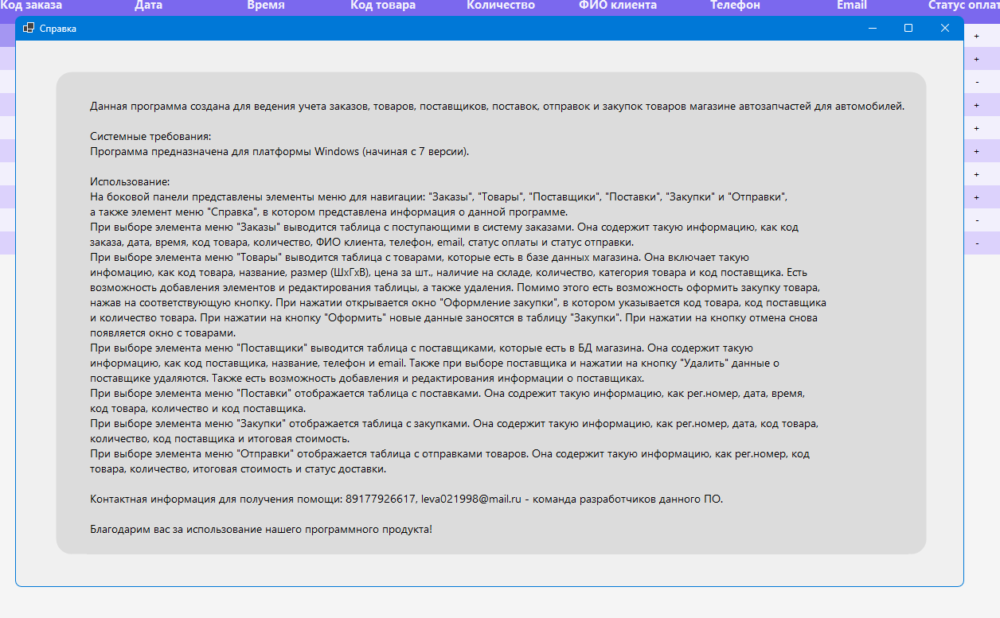 Код заказа Дата Время Код товара Количество ФИО клиента Телефон Email Статус оплат
Справка
+
+
-
+
+
+
+
+
-
-
Данная программа создана для ведения учета заказов, товаров, поставщиков, поставок, отправок и закупок товаров магазине автозапчастей для автомобилей.
Системные требования:
Программа предназначена для платформы Windows (начиная с 7 версии).
Использование:
На боковой панели представлены элементы меню для навигации: "Заказы", "Товары", "Поставщики", "Поставки", "Закупки" и "Отправки",
а также элемент меню "Справка", в котором представлена информация о данной программе.
При выборе элемента меню "Заказы" выводится таблица с поступающими в систему заказами. Она содержит такую информацию, как код
заказа, дата, время, код товара, количество, ФИО клиента, телефон, email, статус оплаты и статус отправки.
При выборе элемента меню "Товары" выводится таблица с товарами, которые есть в базе данных магазина. Она включает такую
инфомацию, как код товара, название, размер (ШхГхВ), цена за шт., наличие на складе, количество, категория товара и код поставщика. Есть
возможность добавления элементов и редактирования таблицы, а также удаления. Помимо этого есть возможность оформить закупку товара,
нажав на соответствующую кнопку. При нажатии открывается окно "Оформление закупки", в котором указывается код товара, код поставщика
и количество товара. При нажатии на кнопку "Оформить" новые данные заносятся в таблицу "Закупки". При нажатии на кнопку отмена снова
появляется окно с товарами.
При выборе элемента меню "Поставщики" выводится таблица с поставщиками, которые есть в БД магазина. Она содержит такую
информацию, как код поставщика, название, телефон и email. Также при выборе поставщика и нажатии на кнопку "Удалить" данные о
поставщике удаляются. Также есть возможность добавления и редактирования информации о поставщиках.
При выборе элемента меню "Поставки" отображается таблица с поставками. Она содрежит такую информацию, как рег.номер, дата, время,
код товара, количество и код поставщика.
При выборе элемента меню "Закупки" отображается таблица с закупками. Она содержит такую информацию, как рег.номер, дата, код товара,
количество, код поставщика и итоговая стоимость.
При выборе элемента меню "Отправки" отображается таблица с отправками товаров. Она содержит такую информацию, как рег.номер, код
товара, количество, итоговая стоимость и статус доставки.
Контактная информация для получения помощи: 89177926617, leva021998@mail.ru - команда разработчиков данного ПО.
Благодарим вас за использование нашего программного продукта!